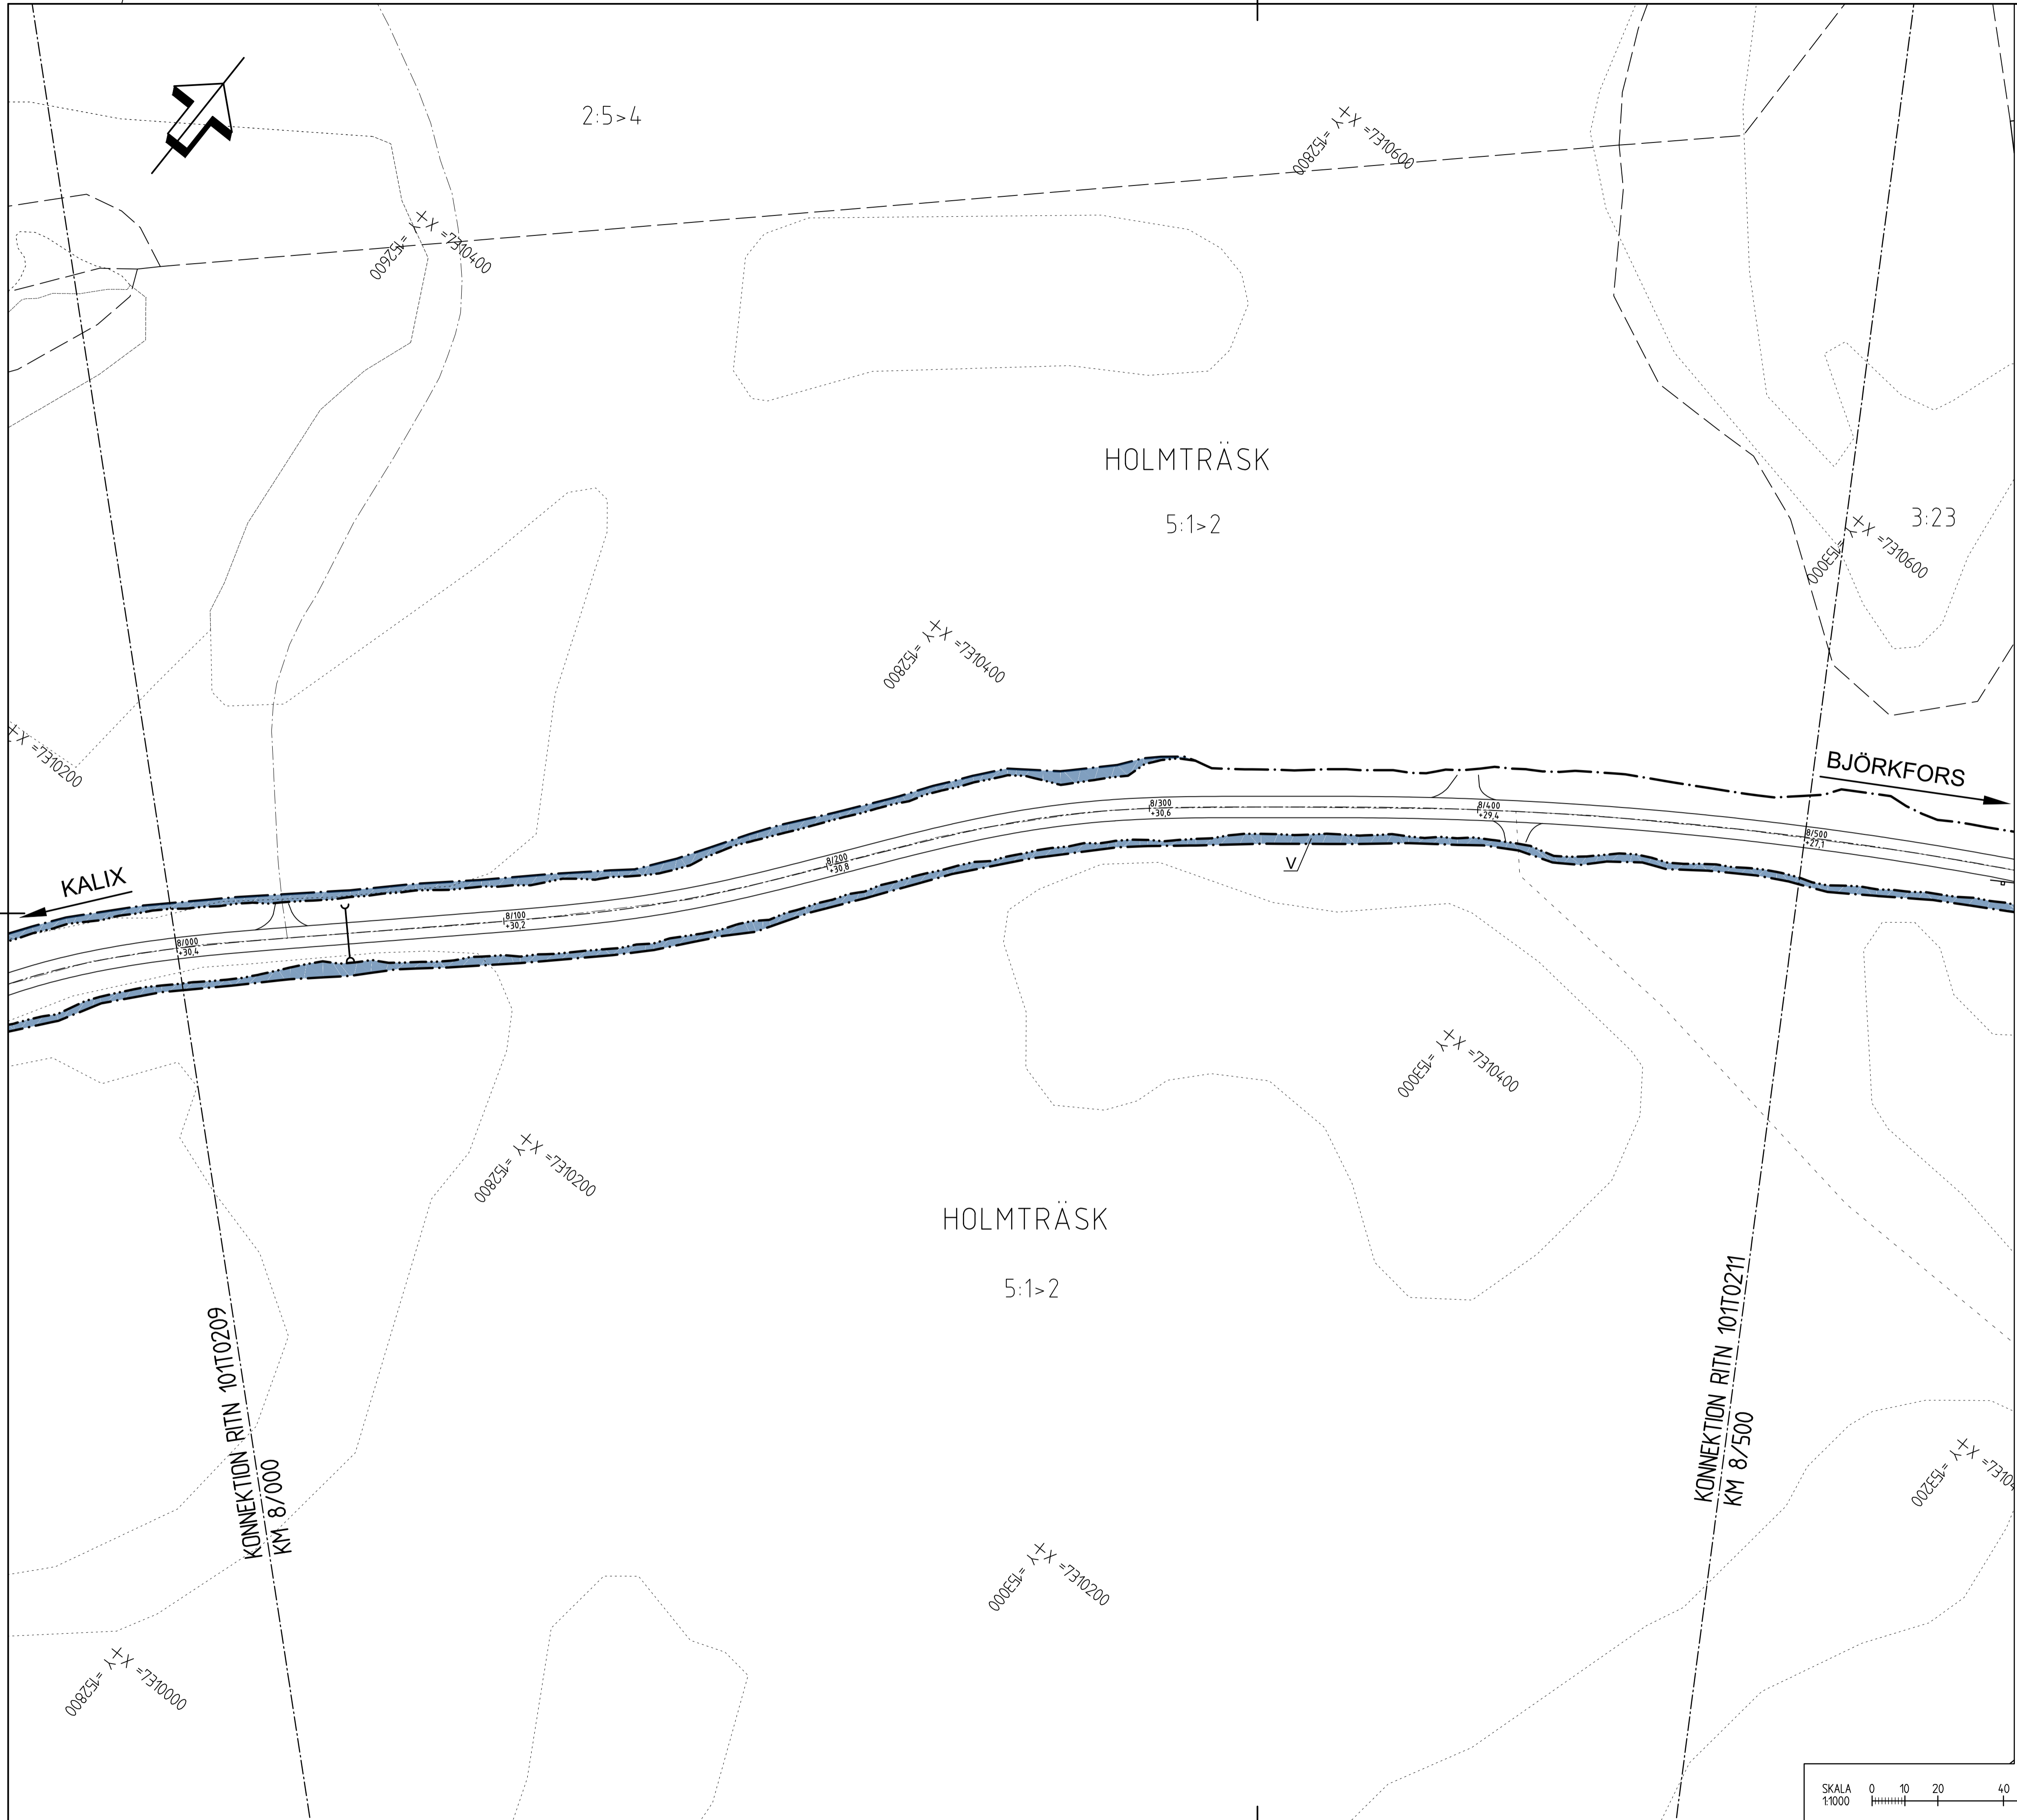 2:5>4
X =7310600
Y =152800
X =7310400
Y =152600
HOLMTRÄSK
5:1>2
3:23
X =7310600
Y =153000
X =7310400
Y =152800
X =7310200
BJÖRKFORS
8/300
+30,6
8/400
+29,4
8/500
+27,1
V
8/200
+30,8
KALIX
8/100
+30,2
8/000
+30,4
X =7310400
Y =153000
X =7310200
Y =152800
HOLMTRÄSK
5:1>2
KONNEKTION RITN 101T0209
KM 8/000
KONNEKTION RITN 101T0211
KM 8/500
Y =153200
X =7310200
Y =153000
X =7310000
Y =152800
SKALA 0 10 20 40
1:1000